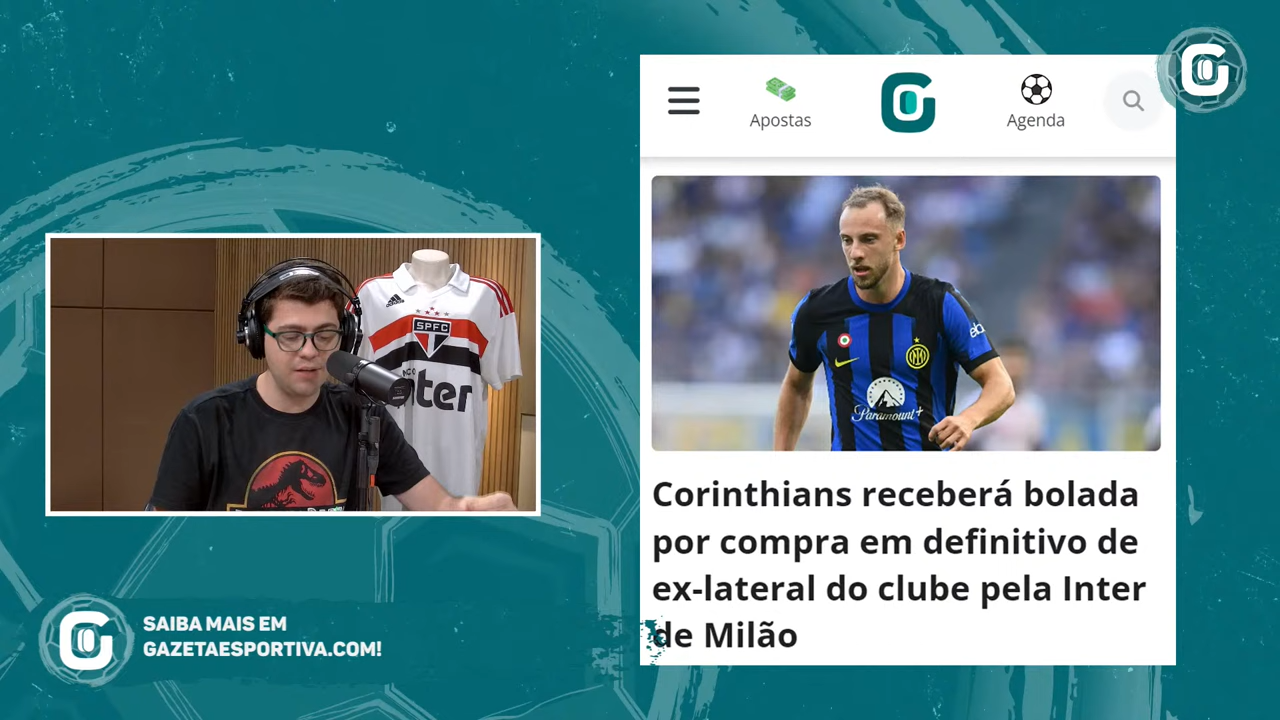 Apostas
Agenda
SPFC
nter
Paramount+
Corinthians receberá bolada
por compra em definitivo de
ex-lateral do clube pela Inter
de Milão
SAIBA MAIS EM
GAZETAESPORTIVA.COM!